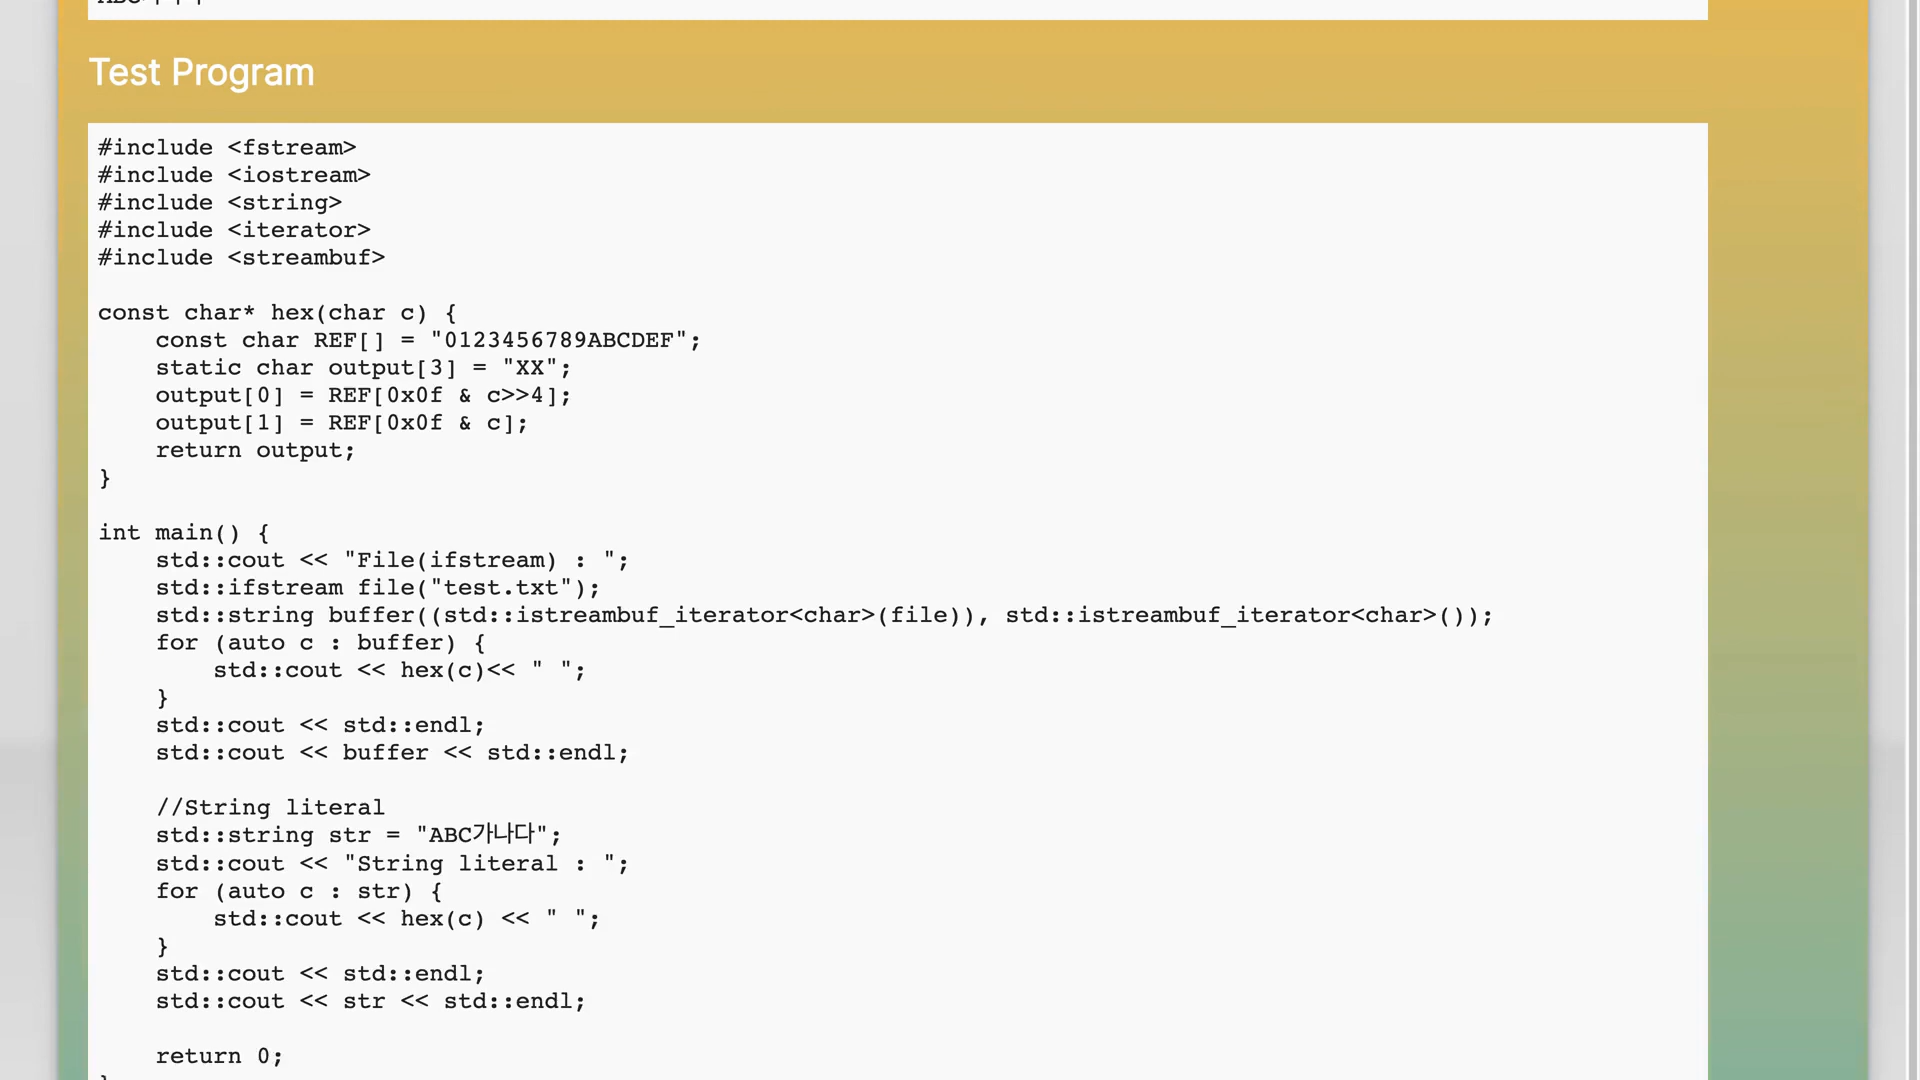 Test Program
#include <fstream>
#include <iostream>
#include <string>
#include <iterator>
#include <streambuf>
const char* hex(char c) {
    const char REF[] = "0123456789ABCDEF";
    static char output[3] = "XX";
    output[0] = REF[0x0f & c>>4];
    output[1] = REF[0x0f & c];
    return output;
}
int main() {
    std::cout << "File(ifstream) : ";
    std::ifstream file("test.txt");
    std::string buffer((std::istreambuf_iterator<char>(file)), std::istreambuf_iterator<char>());
    for (auto c : buffer) {
        std::cout << hex(c)<< " ";
    }
    std::cout << std::endl;
    std::cout << buffer << std::endl;
    //String literal
    std::string str = "ABC가나다";
    std::cout << "String literal : ";
    for (auto c : str) {
        std::cout << hex(c) << " ";
    }
    std::cout << std::endl;
    std::cout << str << std::endl;
    return 0;